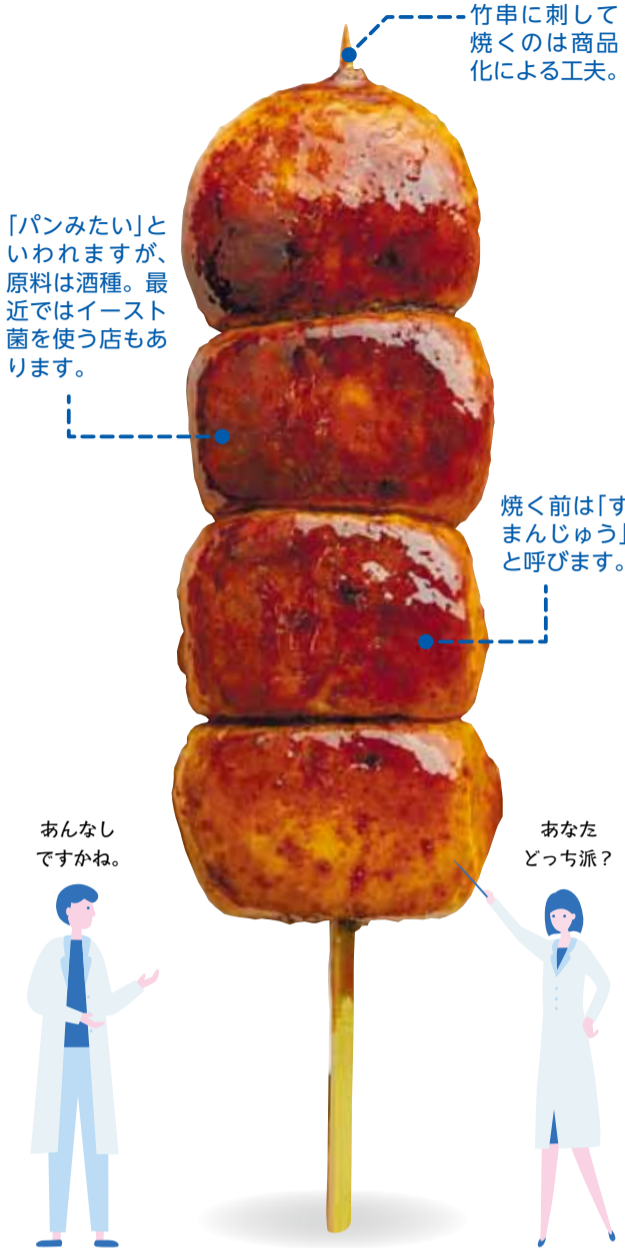 竹串に刺して
焼くのは商品
化による工夫。
「パンみたい」と
いわれますが、
原料は酒種。最
近ではイースト
菌を使う店もあ
ります。
焼く前は「す
まんじゅう」
と呼びます。
あんなし
ですかね。
あなた
どっち派？